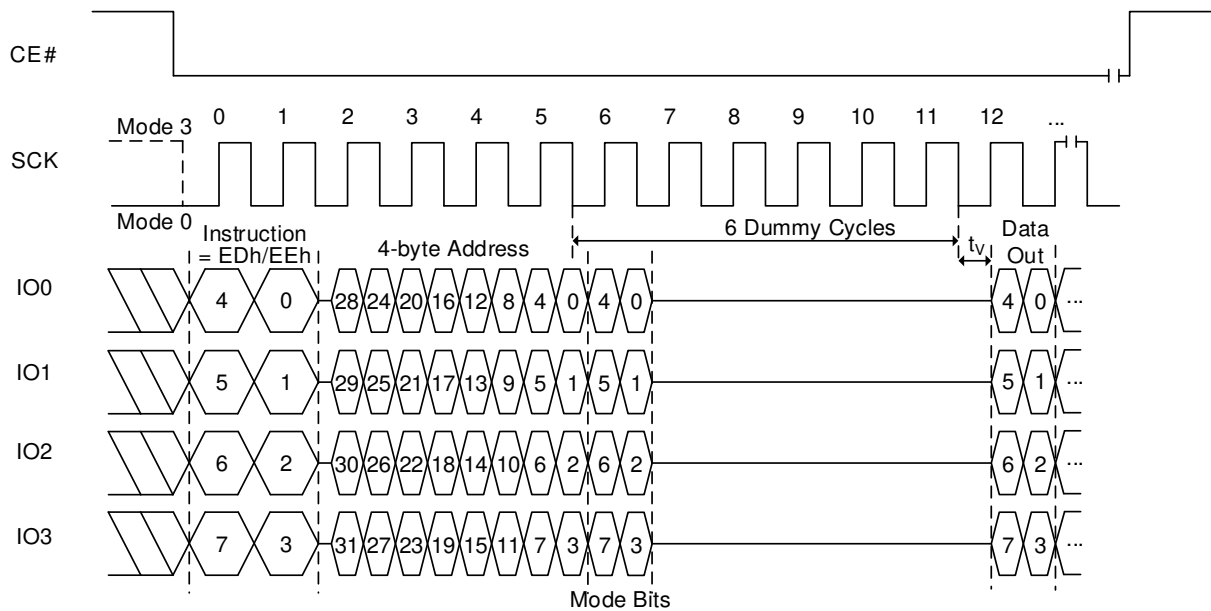 CE#
0 1 2 3 4 5 6 7 8 9 10 11 12 ...
Mode 3
SCK
Mode 0
6 Dummy Cycles
Instruction
= EDh/EEh
4-byte Address
tV
Data
Out
IO0
4 0 28 24 20 16 12 8 4 0 4 0 4 0 ...
IO1
5 1 29 25 21 17 13 9 5 1 5 1 5 1 ...
IO2
6 2 30 26 22 18 14 10 6 2 6 2 6 2 ...
IO3
7 3 31 27 23 19 15 11 7 3 7 3 7 3 ...
Mode Bits